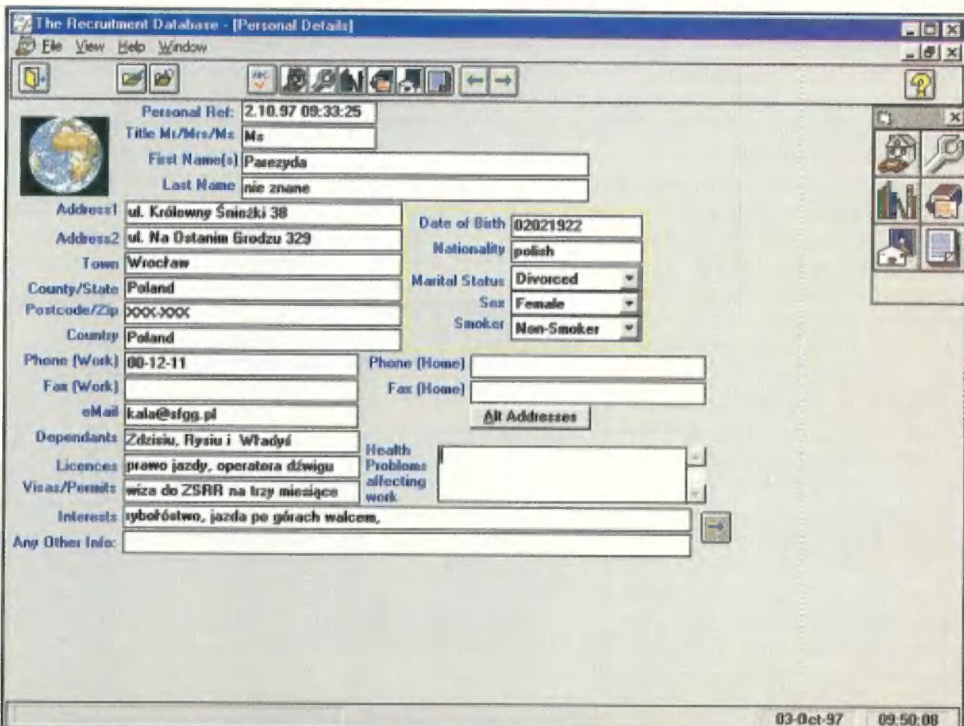 The Recruitment Database - [Personal Details]
File View Help Window
ABC
Personal Ref: 2.10.97 09:33:25
Title Mr/Mrs/Ms Ms
First Name(s) Parezyda
Last Name nie znane
Address1 ul. Królewny Śnieżki 38
Address2 ul. Na Ostanim Grodzu 329
Town Wrocław
County/State Poland
Postcode/Zip XXX-XXX
Country Poland
Date of Birth 02021922
Nationality polish
Marital Status Divorced
Sex Female
Smoker Non-Smoker
Phone (Work) 00-12-11
Phone (Home)
Fax (Work)
Fax (Home)
eMail kala@sfgg.pl
Alt Addresses
Dependants Zdzisiu, Rysiu i Władyś
Licences prawo jazdy, operatora dźwigu
Visas/Permits wiza do ZSRR na trzy miesiące
Health Problems affecting work
Interests rybołóstwo, jazda po górach walcem,
Any Other Info:
03-Oct-97 09:50:08